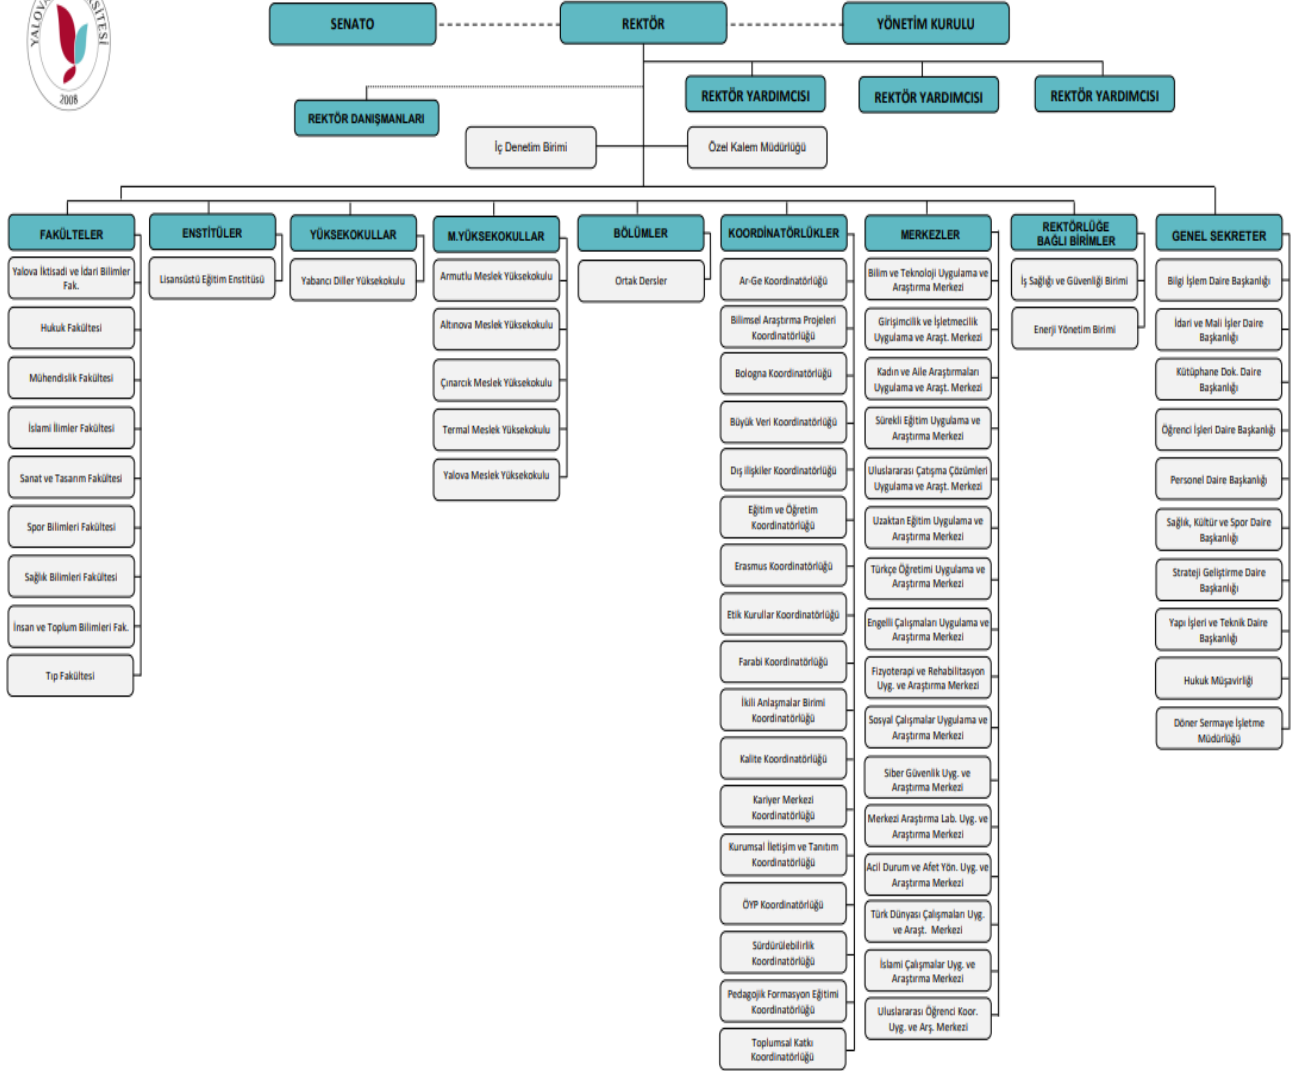 YALOVA
SİTESİ
2008
SENATO
REKTÖR
YÖNETİM KURULU
REKTÖR DANIŞMANLARI
REKTÖR YARDIMCISI
REKTÖR YARDIMCISI
REKTÖR YARDIMCISI
İç Denetim Birimi
Özel Kalem Müdürlüğü
FAKÜLTELER
Yalova İktisadi ve İdari Bilimler
Fak.
Hukuk Fakültesi
Mühendislik Fakültesi
İslami İlimler Fakültesi
Sanat ve Tasarım Fakültesi
Spor Bilimleri Fakültesi
Sağlık Bilimleri Fakültesi
İnsan ve Toplum Bilimleri Fak.
Tıp Fakültesi
ENSTİTÜLER
Lisansüstü Eğitim Enstitüsü
YÜKSEKOKULLAR
Yabancı Diller Yüksekokulu
M.YÜKSEKOKULLAR
Armutlu Meslek Yüksekokulu
Altınova Meslek Yüksekokulu
Çınarcık Meslek Yüksekokulu
Termal Meslek Yüksekokulu
Yalova Meslek Yüksekokulu
BÖLÜMLER
Ortak Dersler
KOORDİNATÖRLÜKLER
Ar-Ge Koordinatörlüğü
Bilimsel Araştırma Projeleri
Koordinatörlüğü
Bologna Koordinatörlüğü
Büyük Veri Koordinatörlüğü
Dış ilişkiler Koordinatörlüğü
Eğitim ve Öğretim
Koordinatörlüğü
Erasmus Koordinatörlüğü
Etik Kurullar Koordinatörlüğü
Farabi Koordinatörlüğü
İkili Anlaşmalar Birimi
Koordinatörlüğü
Kalite Koordinatörlüğü
Kariyer Merkezi
Koordinatörlüğü
Kurumsal İletişim ve Tanıtım
Koordinatörlüğü
ÖYP Koordinatörlüğü
Sürdürülebilirlik
Koordinatörlüğü
Pedagojik Formasyon Eğitimi
Koordinatörlüğü
Toplumsal Katkı
Koordinatörlüğü
MERKEZLER
Bilim ve Teknoloji Uygulama ve
Araştırma Merkezi
Girişimcilik ve İşletmecilik
Uygulama ve Araşt. Merkezi
Kadın ve Aile Araştırmaları
Uygulama ve Araşt. Merkezi
Sürekli Eğitim Uygulama ve
Araştırma Merkezi
Uluslararası Çatışma Çözümleri
Uygulama ve Araşt. Merkezi
Uzaktan Eğitim Uygulama ve
Araştırma Merkezi
Türkçe Öğretimi Uygulama ve
Araştırma Merkezi
Engelli Çalışmaları Uygulama ve
Araştırma Merkezi
Fizyoterapi ve Rehabilitasyon
Uyg. ve Araştırma Merkezi
Sosyal Çalışmalar Uygulama ve
Araştırma Merkezi
Siber Güvenlik Uyg. ve
Araştırma Merkezi
Merkezi Araştırma Lab. Uyg. ve
Araştırma Merkezi
Acil Durum ve Afet Yön. Uyg. ve
Araştırma Merkezi
Türk Dünyası Çalışmaları Uyg.
ve Araşt. Merkezi
İslami Çalışmalar Uyg. ve
Araştırma Merkezi
Uluslararası Öğrenci Koor.
Uyg. ve Arş. Merkezi
REKTÖRLÜĞE
BAĞLI BİRİMLER
İş Sağlığı ve Güvenliği Birimi
Enerji Yönetim Birimi
GENEL SEKRETER
Bilgi İşlem Daire Başkanlığı
İdari ve Mali İşler Daire
Başkanlığı
Kütüphane Dok. Daire
Başkanlığı
Öğrenci İşleri Daire Başkanlığı
Personel Daire Başkanlığı
Sağlık, Kültür ve Spor Daire
Başkanlığı
Strateji Geliştirme Daire
Başkanlığı
Yapı İşleri ve Teknik Daire
Başkanlığı
Hukuk Müşavirliği
Döner Sermaye İşletme
Müdürlüğü